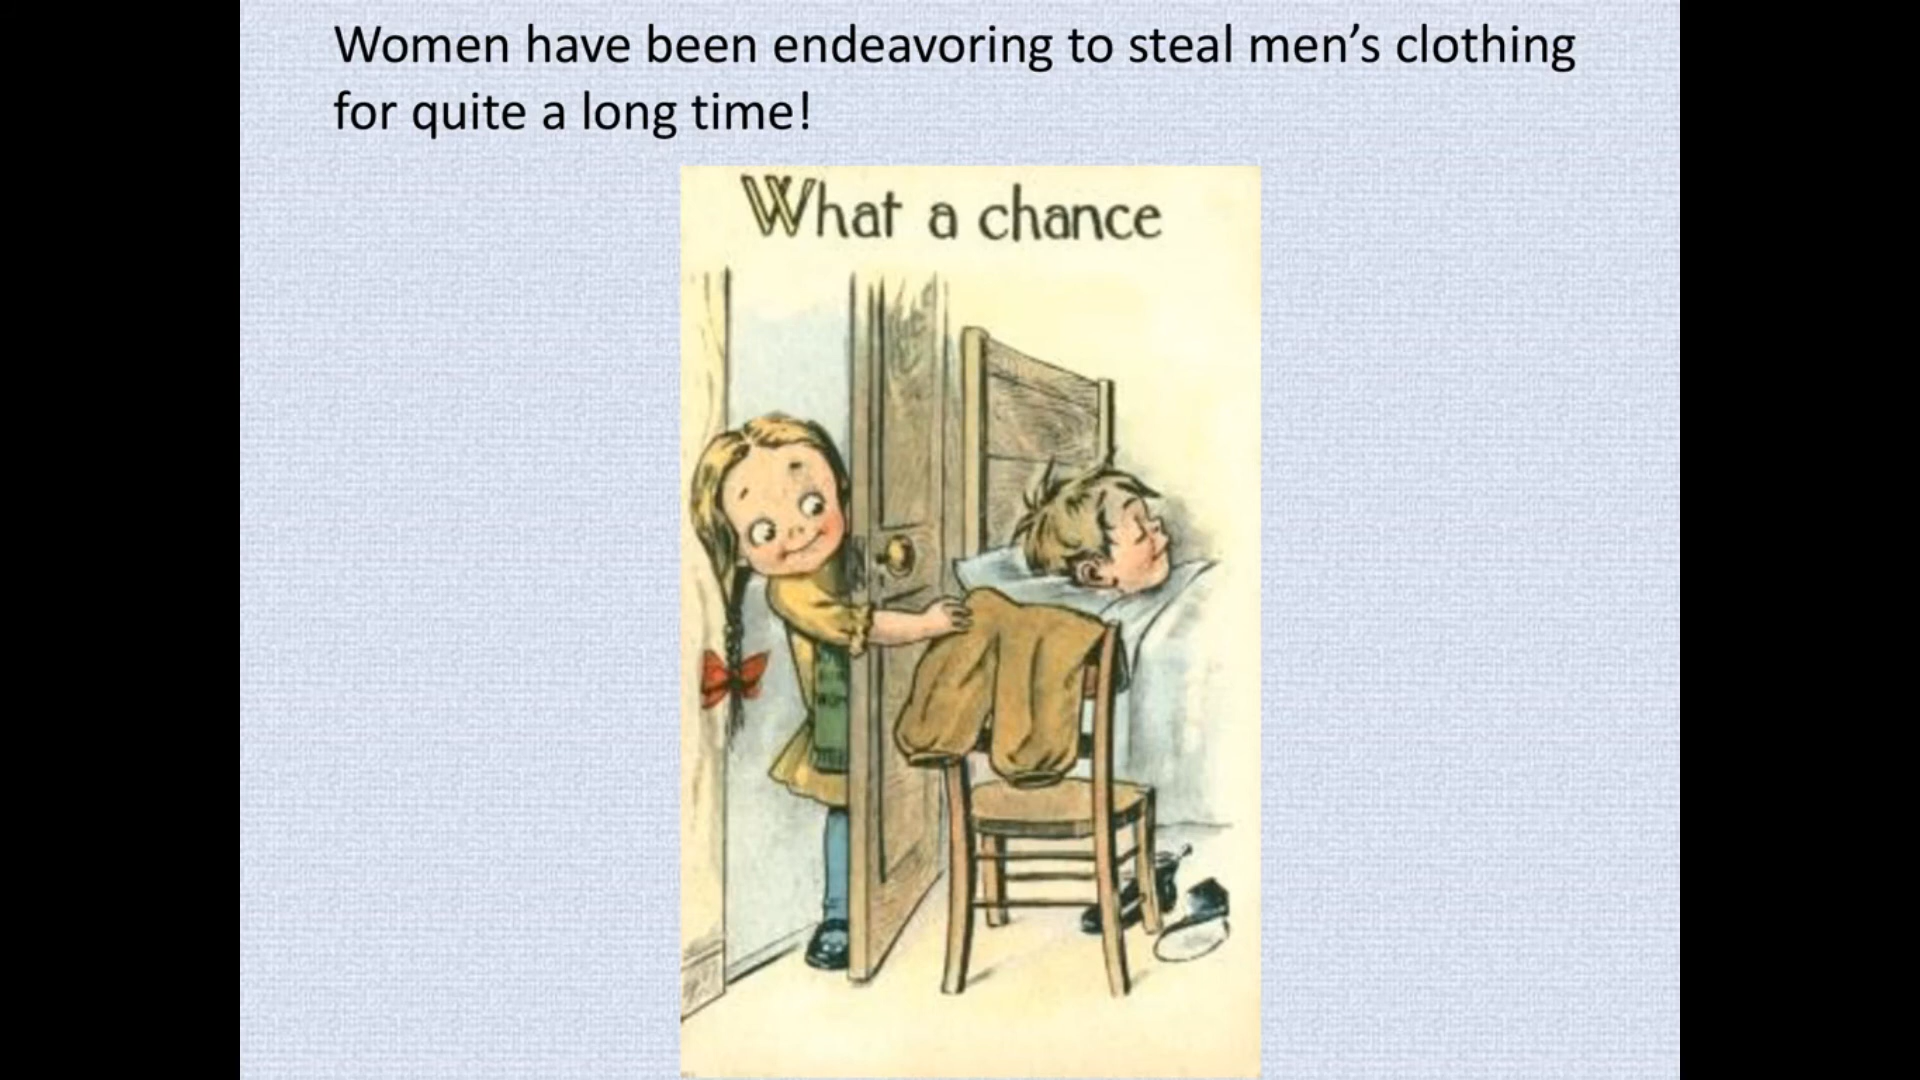 Women have been endeavoring to steal men’s clothing
for quite a long time!
What a chance